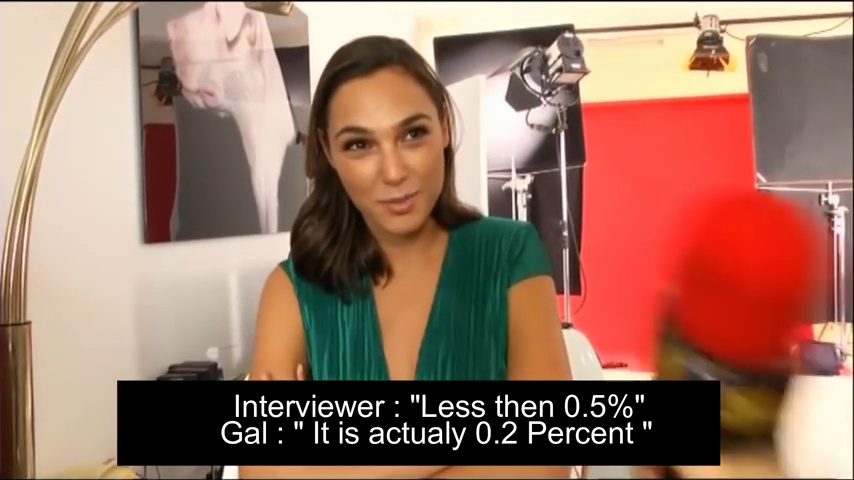 Interviewer : "Less then 0.5%"
Gal : " It is actualy 0.2 Percent "